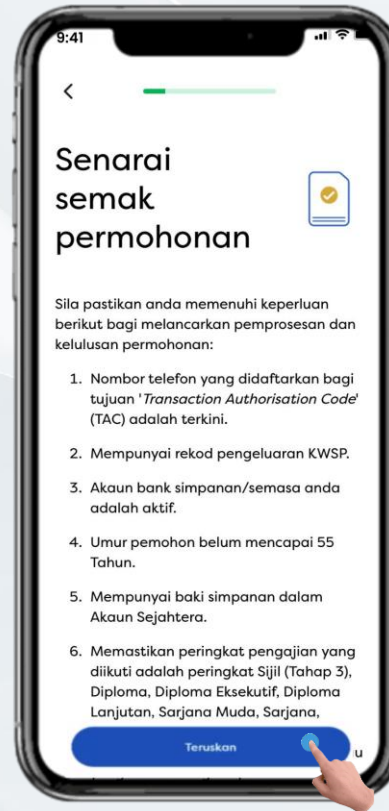 9:41
Senarai
semak
permohonan
Sila pastikan anda memenuhi keperluan
berikut bagi melancarkan pemprosesan dan
kelulusan permohonan:
1. Nombor telefon yang didaftarkan bagi
tujuan 'Transaction Authorisation Code'
(TAC) adalah terkini.
2. Mempunyai rekod pengeluaran KWSP.
3. Akaun bank simpanan/semasa anda
adalah aktif.
4. Umur pemohon belum mencapai 55
Tahun.
5. Mempunyai baki simpanan dalam
Akaun Sejahtera.
6. Memastikan peringkat pengajian yang
diikuti adalah peringkat Sijil (Tahap 3),
Diploma, Diploma Eksekutif, Diploma
Lanjutan, Sarjana Muda, Sarjana,
Teruskan